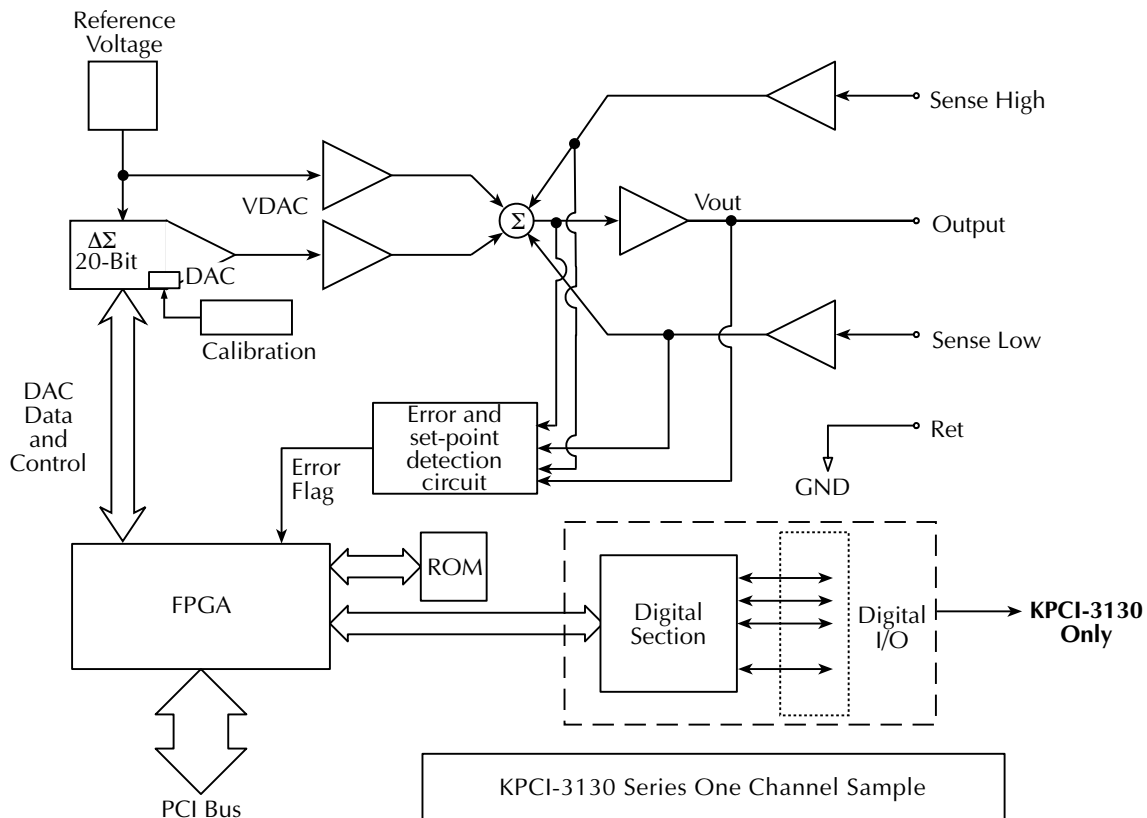 Reference
Voltage
Sense High
VDAC
Σ
Vout
Output
ΔΣ
20-Bit
DAC
Calibration
Sense Low
DAC
Data
and
Control
Error and
set-point
detection
circuit
Error
Flag
Ret
GND
FPGA
ROM
Digital
Section
Digital
I/O
KPCI-3130
Only
PCI Bus
KPCI-3130 Series One Channel Sample